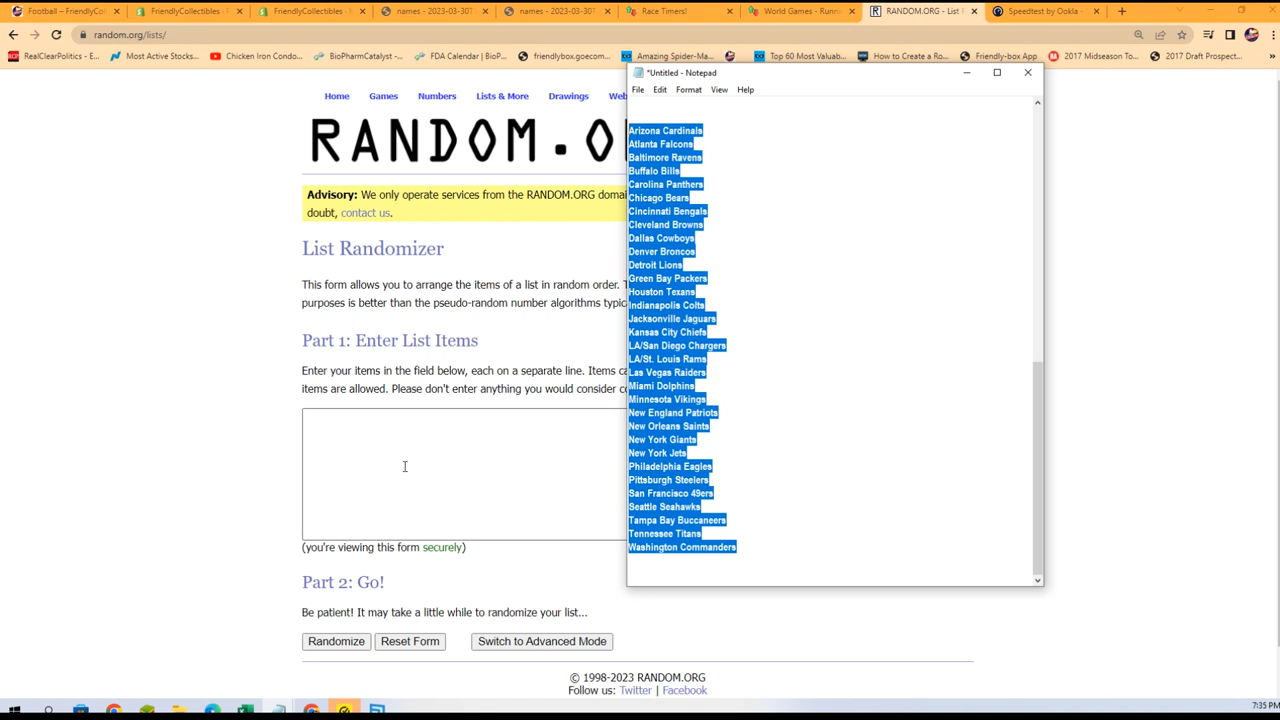 Football – FriendlyCo
FriendlyCollectibles · F
FriendlyCollectibles · F
names - 2023-03-30T
names - 2023-03-30T
Race Timers!
World Games - Runni
RANDOM.ORG - List F
Speedtest by Ookla
random.org/lists/
RealClearPolitics - E...
Most Active Stocks...
Chicken Iron Condo...
BioPharmCatalyst -...
FDA Calendar | BioP...
friendlybox.goecom...
Amazing Spider-Ma...
Top 60 Most Valuab...
How to Create a Ro...
Friendly-box App
2017 Midseason To...
2017 Draft Prospect...
*Untitled - Notepad
File Edit Format View Help
Home Games Numbers Lists & More Drawings Web
RANDOM.O
Advisory: We only operate services from the RANDOM.ORG domai
doubt, contact us.
List Randomizer
This form allows you to arrange the items of a list in random order. T
purposes is better than the pseudo-random number algorithms typic
Part 1: Enter List Items
Enter your items in the field below, each on a separate line. Items ca
items are allowed. Please don't enter anything you would consider co
(you're viewing this form securely)
Part 2: Go!
Be patient! It may take a little while to randomize your list...
Randomize Reset Form Switch to Advanced Mode
© 1998-2023 RANDOM.ORG
Follow us: Twitter | Facebook
Arizona Cardinals
Atlanta Falcons
Baltimore Ravens
Buffalo Bills
Carolina Panthers
Chicago Bears
Cincinnati Bengals
Cleveland Browns
Dallas Cowboys
Denver Broncos
Detroit Lions
Green Bay Packers
Houston Texans
Indianapolis Colts
Jacksonville Jaguars
Kansas City Chiefs
LA/San Diego Chargers
LA/St. Louis Rams
Las Vegas Raiders
Miami Dolphins
Minnesota Vikings
New England Patriots
New Orleans Saints
New York Giants
New York Jets
Philadelphia Eagles
Pittsburgh Steelers
San Francisco 49ers
Seattle Seahawks
Tampa Bay Buccaneers
Tennessee Titans
Washington Commanders
7:35 PM